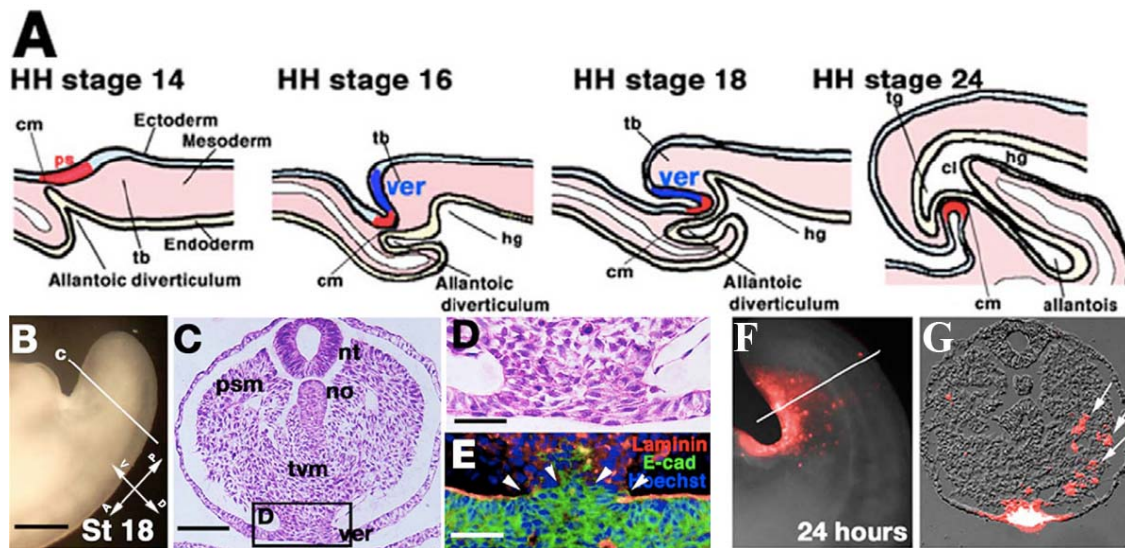 A
HH stage 14
HH stage 16
HH stage 18
HH stage 24
cm
ps
Ectoderm
Mesoderm
tb
Endoderm
Allantoic diverticulum
tb
ver
hg
cm
Allantoic
diverticulum
tb
ver
hg
cm
Allantoic
diverticulum
tg
cl
hg
cm
allantois
B
c
V
P
A
D
St 18
C
nt
psm
no
tvm
D
ver
D
E
Laminin
E-cad
Hoechst
F
24 hours
G